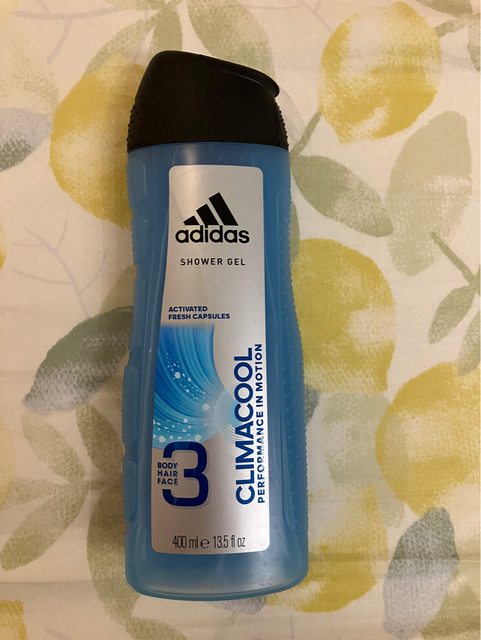 adidas
SHOWER GEL
ACTIVATED
FRESH CAPSULES
CLIMACOOL
PERFORMANCE IN MOTION
BODY
HAIR
FACE
3
400 ml e 13.5 fl oz